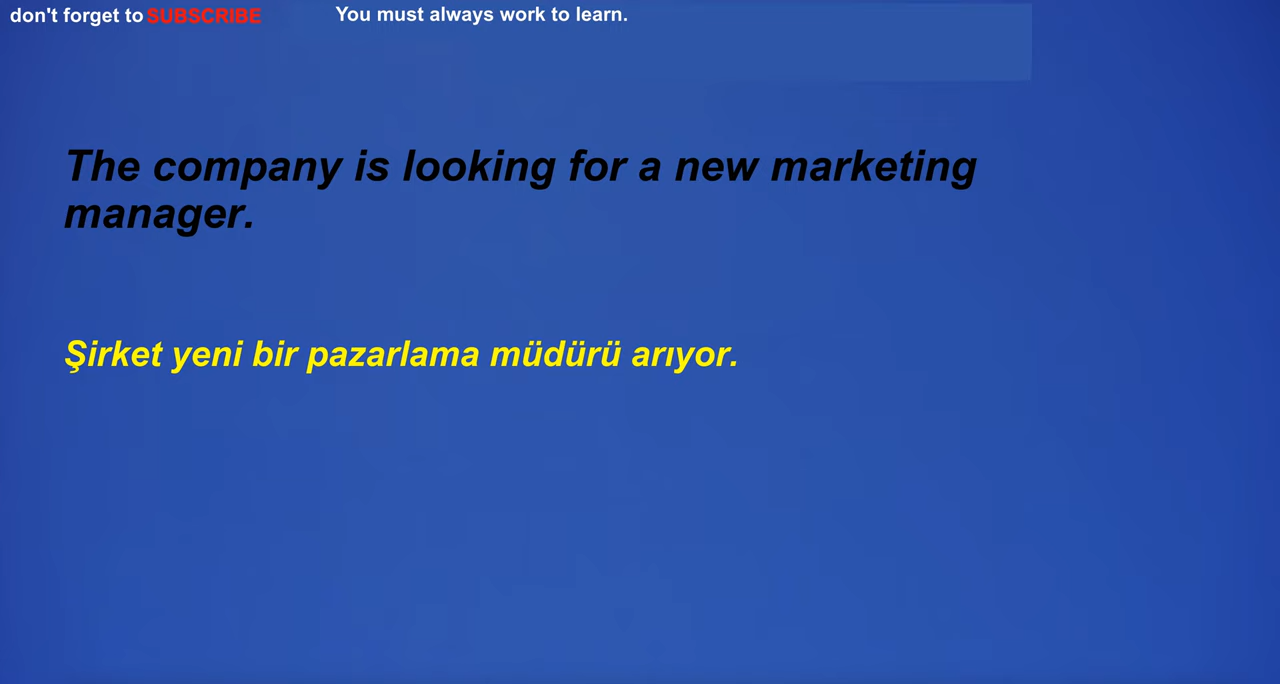 don't forget to SUBSCRIBE
You must always work to learn.
The company is looking for a new marketing
manager.
Şirket yeni bir pazarlama müdürü arıyor.